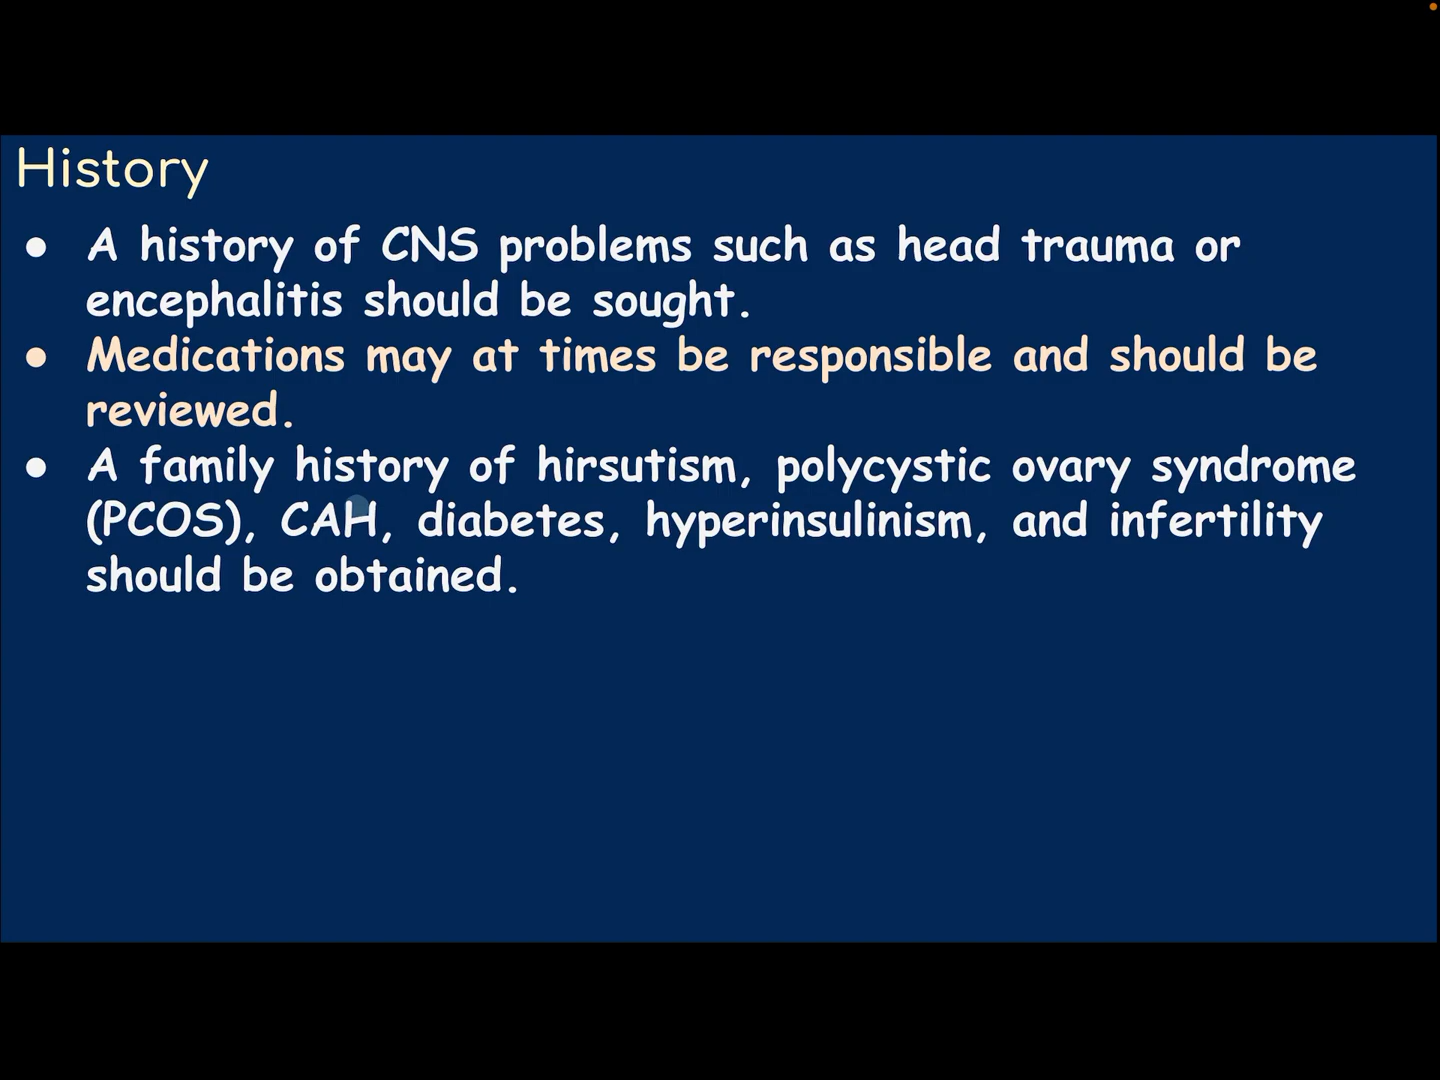 History
● A history of CNS problems such as head trauma or
encephalitis should be sought.
● Medications may at times be responsible and should be
reviewed.
● A family history of hirsutism, polycystic ovary syndrome
(PCOS), CAH, diabetes, hyperinsulinism, and infertility
should be obtained.